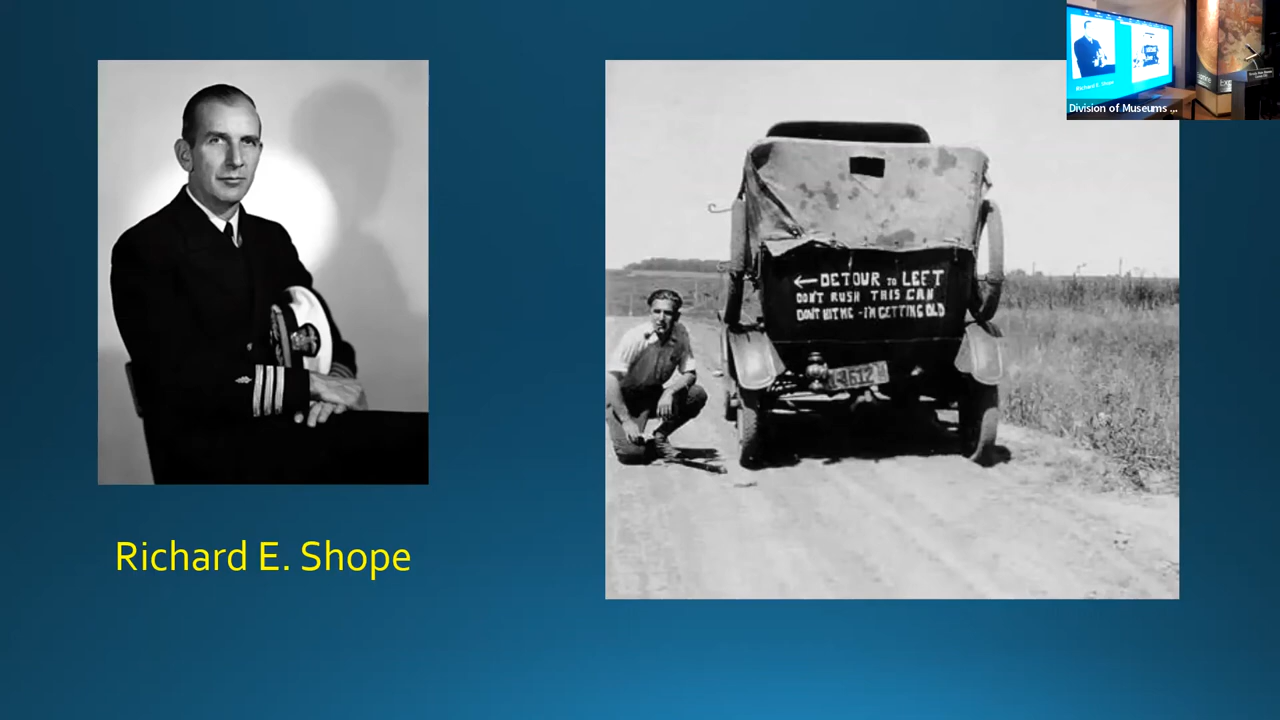 Division of Museums ...
← DETOUR TO LEFT
DON'T RUSH THIS CAN
DON'T HIT ME - I'M GETTING OLD
Richard E. Shope